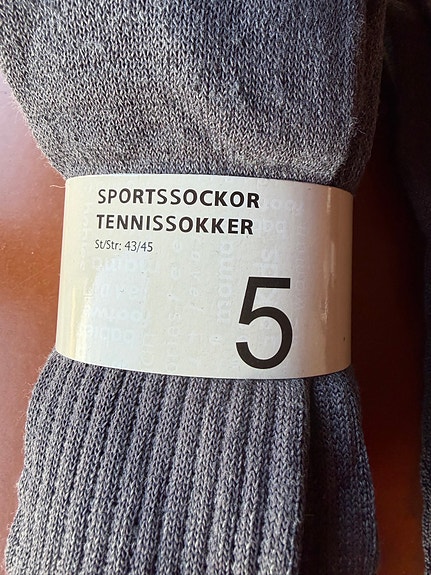 SPORTSSOCKOR
TENNISSOKKER
St/Str: 43/45
5